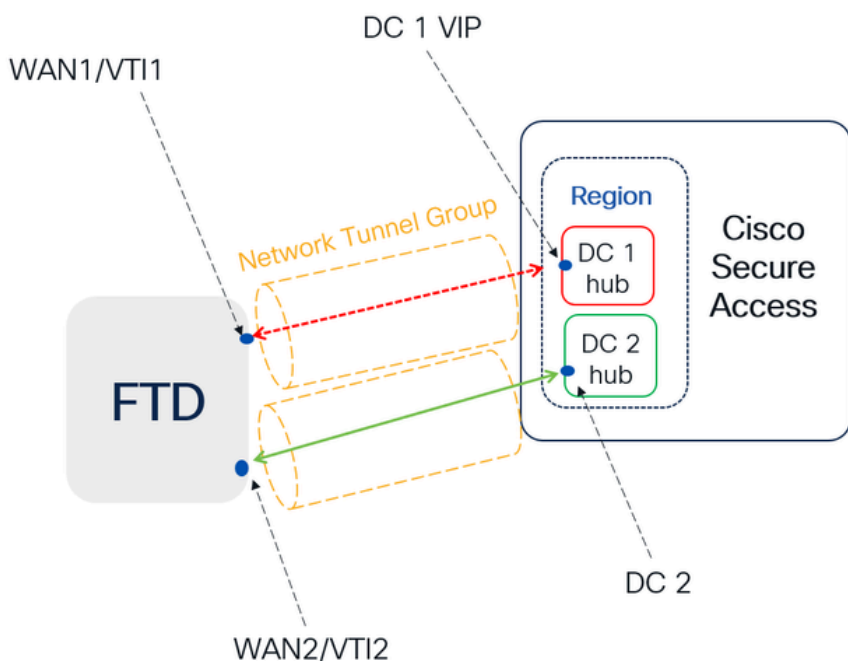 DC 1 VIP
WAN1/VTI1
Network Tunnel Group
Region
DC 1
hub
Cisco
Secure
Access
DC 2
hub
FTD
DC 2
WAN2/VTI2